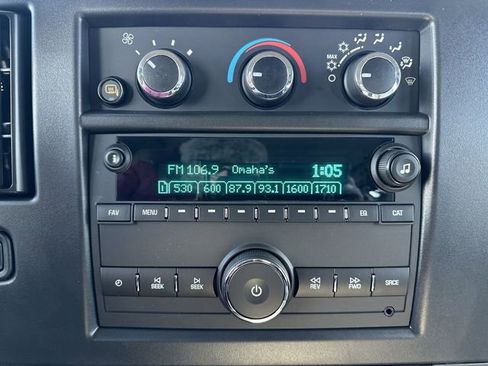 MAX
FM 106.9 Omaha's 1:05
1 530 600 87.9 93.1 1600 1710
FAV MENU EQ CAT
SEEK SEEK REV FWD SRCE